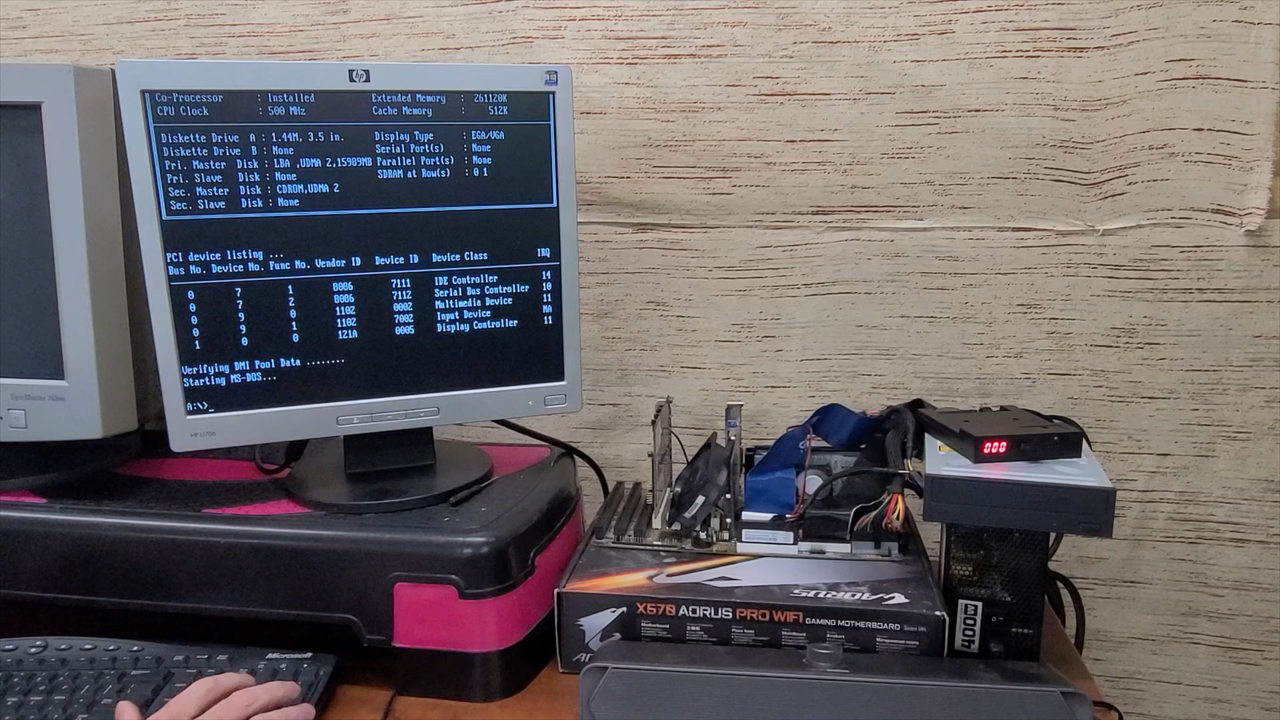 hp
Co-Processor : Installed Extended Memory : 261120K
CPU Clock : 500 MHz Cache Memory : 512K
Diskette Drive A : 1.44M, 3.5 in. Display Type : EGA/VGA
Diskette Drive B : None Serial Port(s) : None
Pri. Master Disk : LBA ,UDMA 2,15909MB Parallel Port(s) : None
Pri. Slave Disk : None SDRAM at Row(s) : 0 1
Sec. Master Disk : CDROM,UDMA 2
Sec. Slave Disk : None
PCI device listing ...
Bus No. Device No. Func No. Vendor ID Device ID Device Class IRQ
0 7 1 8086 7111 IDE Controller 14
0 7 2 8086 7112 Serial Bus Controller 10
0 9 0 1102 0002 Multimedia Device 11
0 9 1 1102 7002 Input Device NA
1 0 0 121A 0005 Display Controller 11
Verifying DMI Pool Data ........
Starting MS-DOS...
A:\>_
000
AORUS
X570 AORUS PRO WIFI GAMING MOTHERBOARD
400W
Microsoft